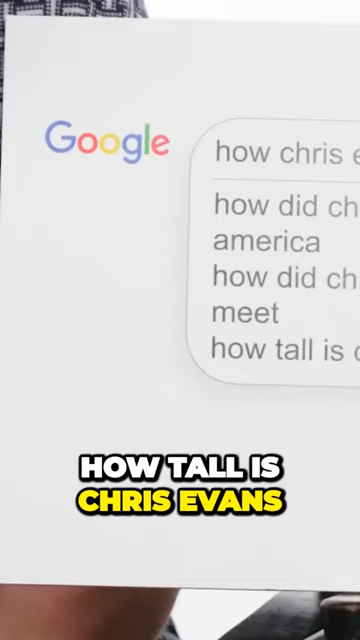 Google
how chris e
how did ch
america
how did ch
meet
how tall is c
HOW TALL IS
CHRIS EVANS